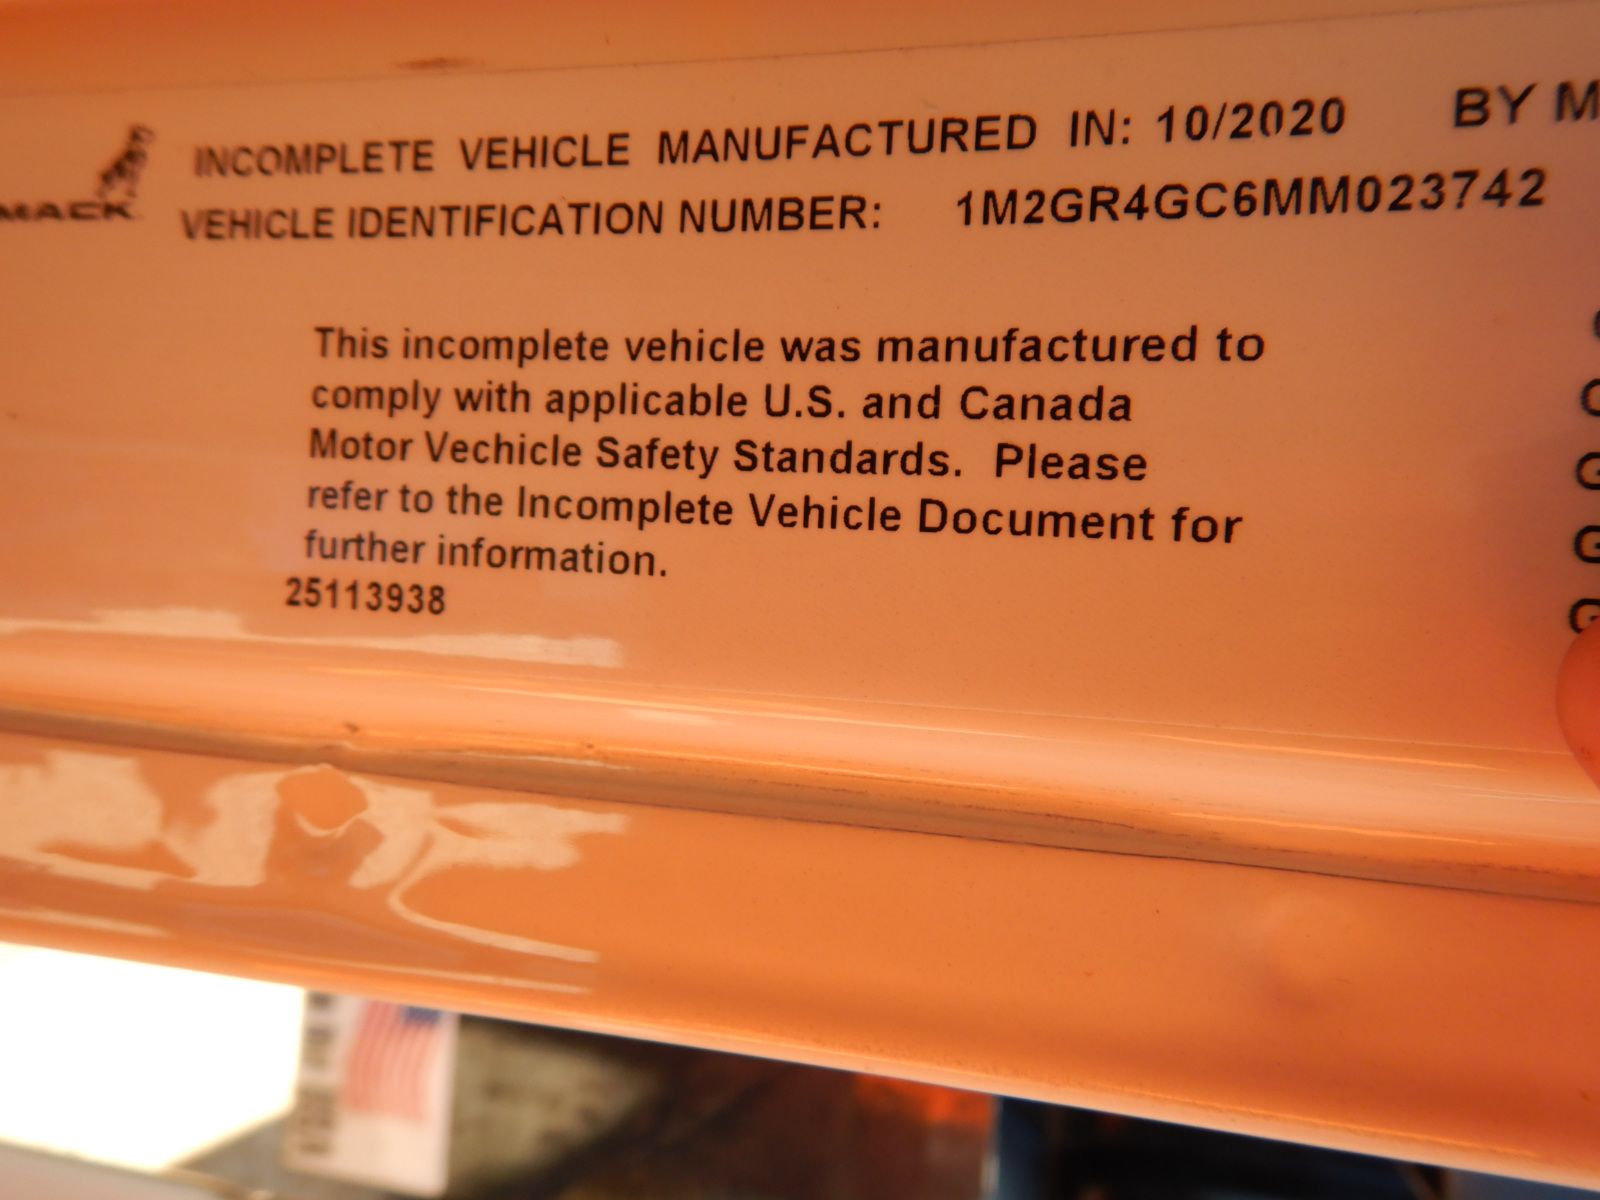 INCOMPLETE VEHICLE MANUFACTURED IN: 10/2020 BY M
MACK
VEHICLE IDENTIFICATION NUMBER: 1M2GR4GC6MM023742
This incomplete vehicle was manufactured to
comply with applicable U.S. and Canada
Motor Vechicle Safety Standards. Please
refer to the Incomplete Vehicle Document for
further information.
25113938